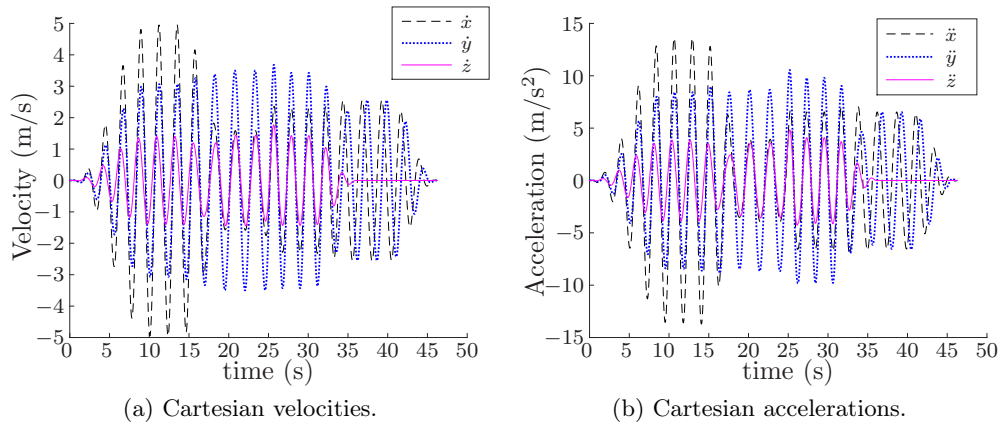 5
4
3
2
1
0
−1
−2
−3
−4
−5
0 5 10 15 20 25 30 35 40 45 50
Velocity (m/s)
time (s)
ẋ
ẏ
ż
(a) Cartesian velocities.
15
10
5
0
−5
−10
−15
0 5 10 15 20 25 30 35 40 45 50
Acceleration (m/s²)
time (s)
ẍ
ÿ
z̈
(b) Cartesian accelerations.